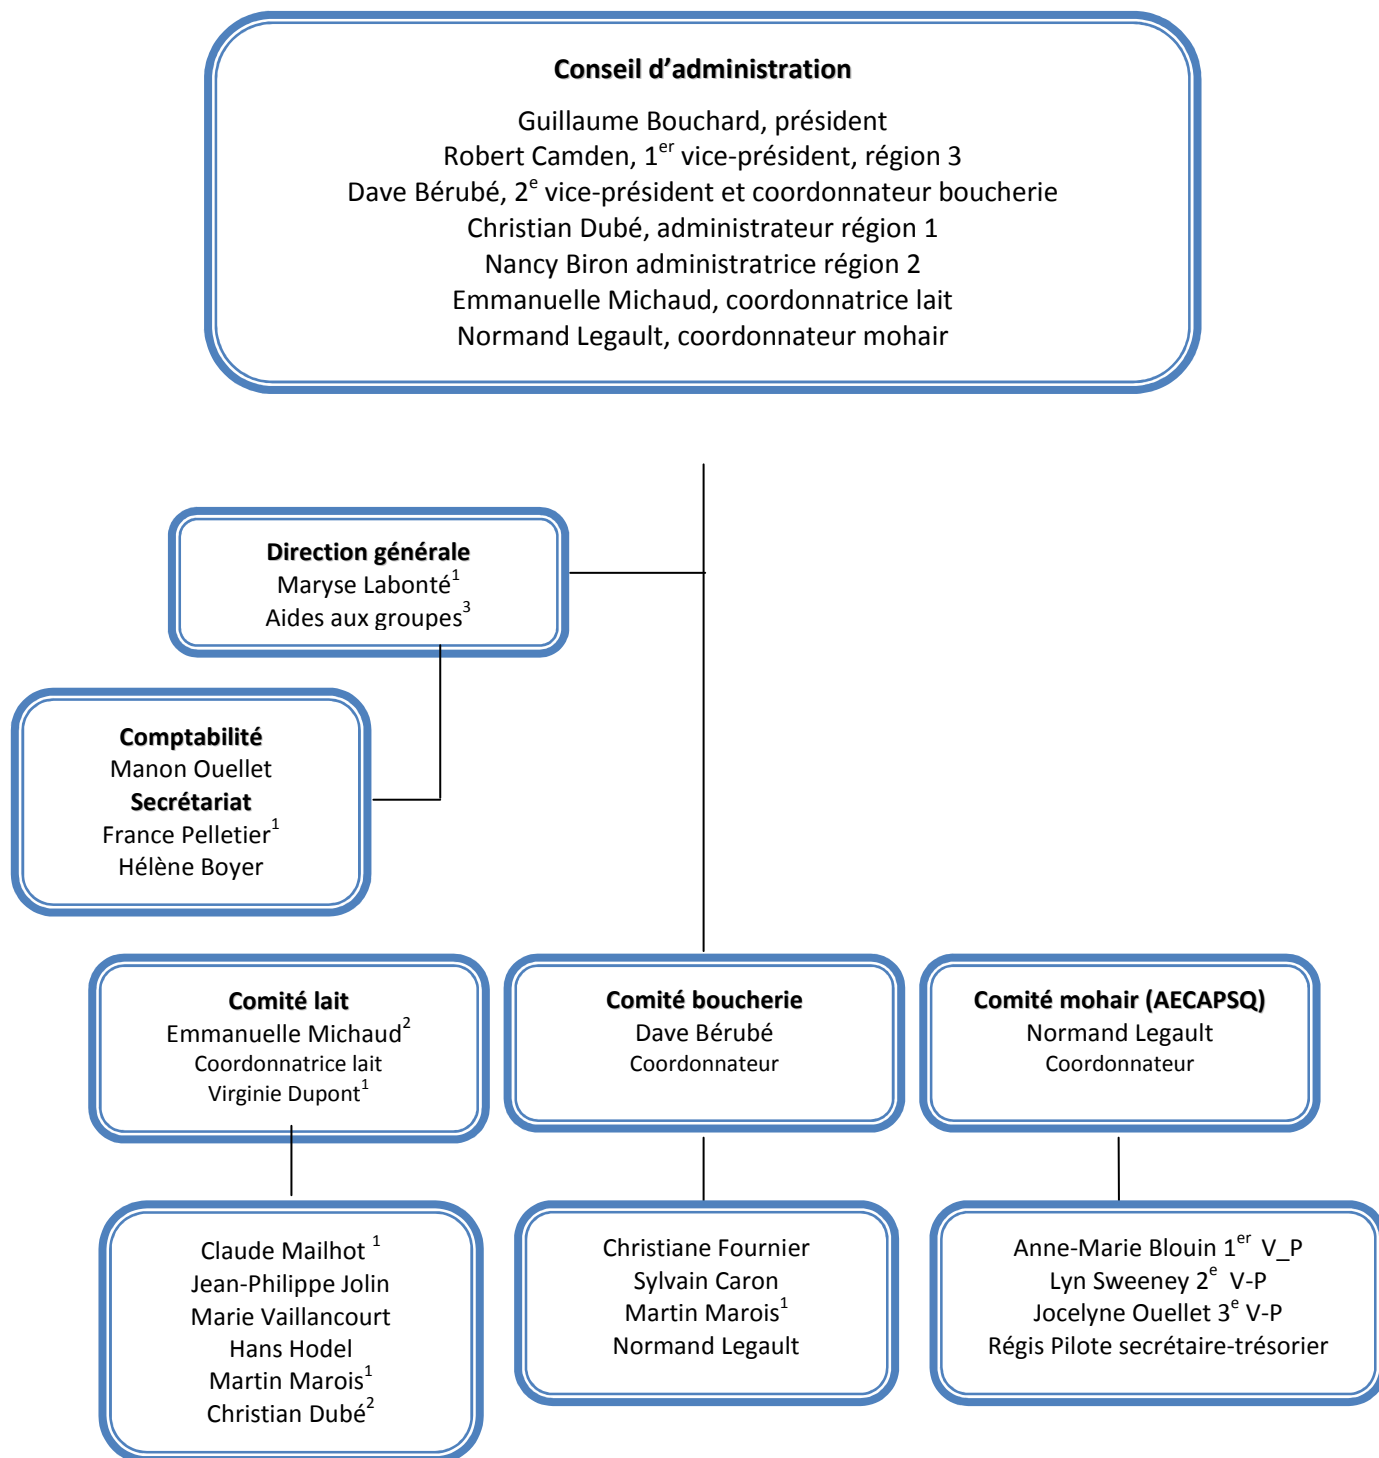 Conseil d’administration
Guillaume Bouchard, président
Robert Camden, 1er vice-président, région 3
Dave Bérubé, 2e vice-président et coordonnateur boucherie
Christian Dubé, administrateur région 1
Nancy Biron administratrice région 2
Emmanuelle Michaud, coordonnatrice lait
Normand Legault, coordonnateur mohair
Direction générale
Maryse Labonté1
Aides aux groupes3
Comptabilité
Manon Ouellet
Secrétariat
France Pelletier1
Hélène Boyer
Comité lait
Emmanuelle Michaud2
Coordonnatrice lait
Virginie Dupont1
Comité boucherie
Dave Bérubé
Coordonnateur
Comité mohair (AECAPSQ)
Normand Legault
Coordonnateur
Claude Mailhot 1
Jean-Philippe Jolin
Marie Vaillancourt
Hans Hodel
Martin Marois1
Christian Dubé2
Christiane Fournier
Sylvain Caron
Martin Marois1
Normand Legault
Anne-Marie Blouin 1er V_P
Lyn Sweeney 2e V-P
Jocelyne Ouellet 3e V-P
Régis Pilote secrétaire-trésorier